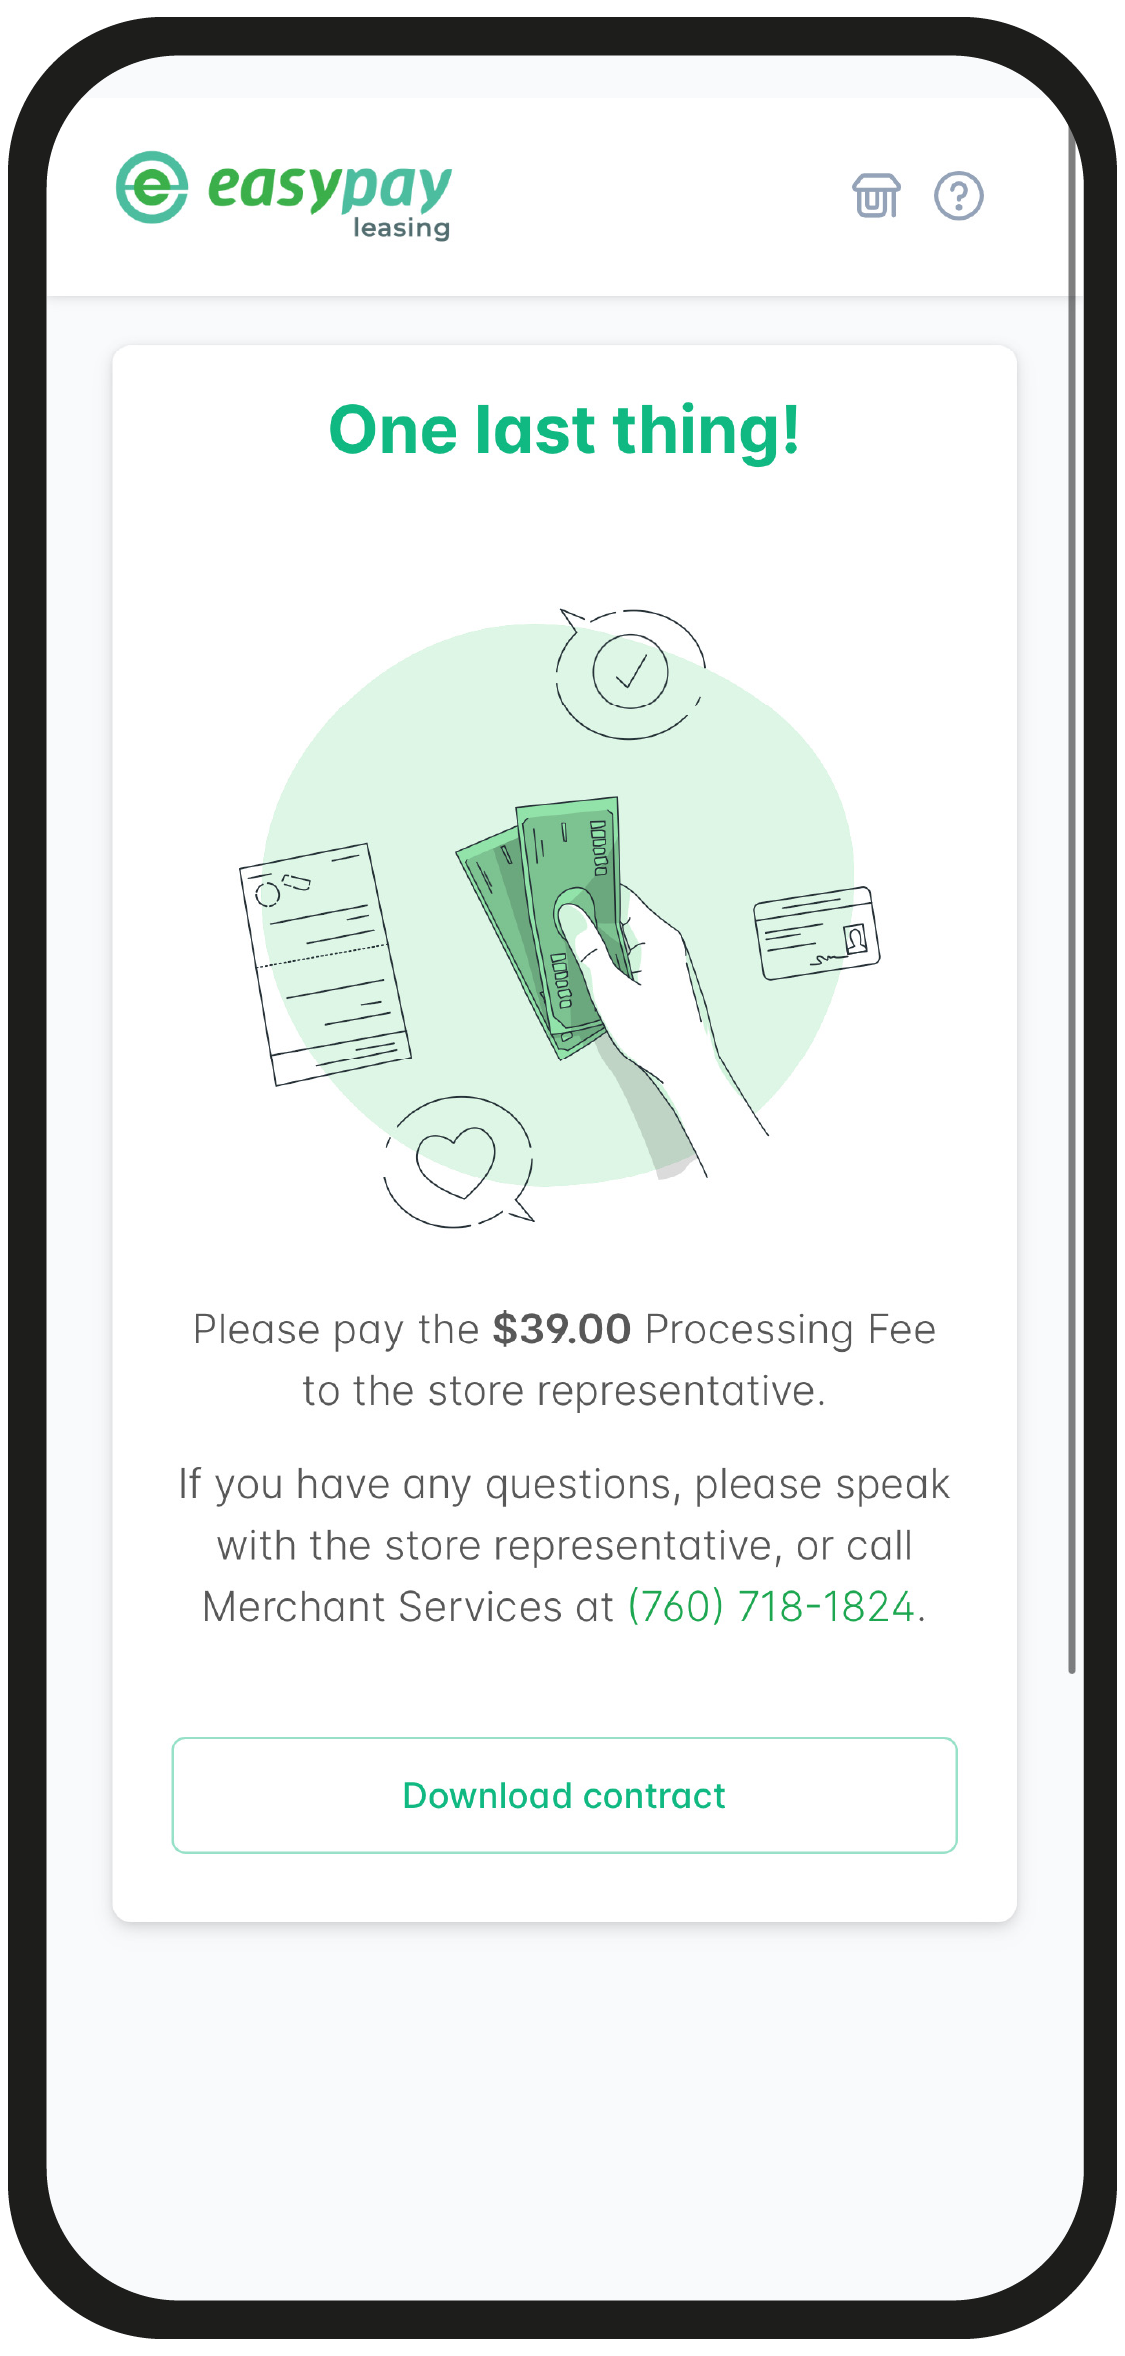 easypay
leasing
One last thing!
Please pay the $39.00 Processing Fee
to the store representative.
If you have any questions, please speak
with the store representative, or call
Merchant Services at (760) 718-1824.
Download contract